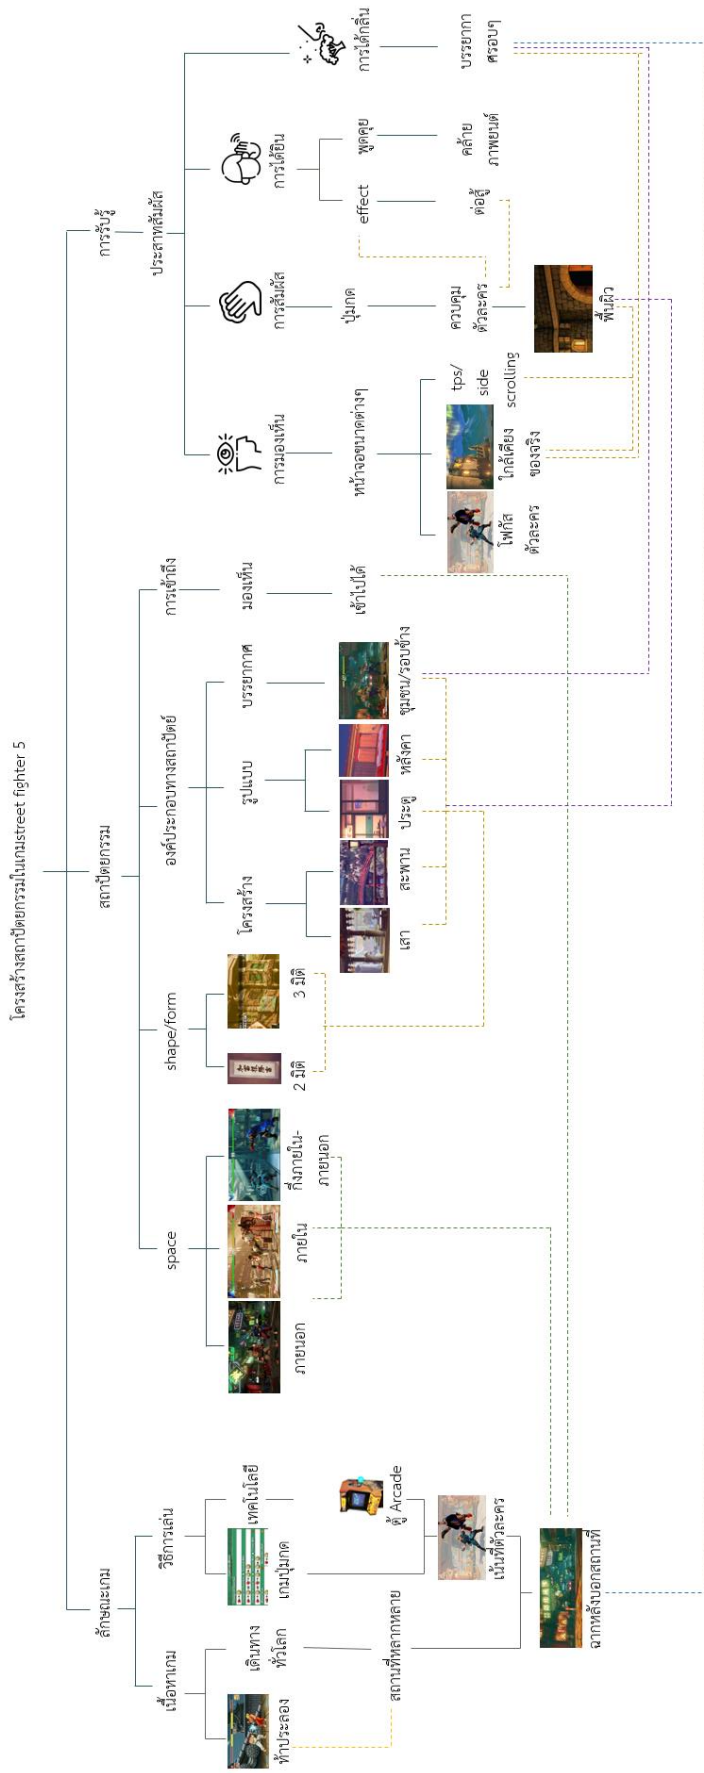 โครงสร้างสถาปัตยกรรมในเกมstreet fighter 5
ลักษณะเกม
สถาปัตยกรรม
การรับรู้
เนื้อหาเกม
วิธีการเล่น
space
shape/form
องค์ประกอบทางสถาปัตย์
การเข้าถึง
ประสาทสัมผัส
ท้าประลอง
เดินทาง
ทั่วโลก
เกมปุ่มกด
เทคโนโลยี
ภายนอก
ภายใน
กึ่งภายใน-
ภายนอก
2 มิติ
3 มิติ
โครงสร้าง
รูปแบบ
บรรยากาศ
มองเห็น
การมองเห็น
การสัมผัส
การได้ยิน
การได้กลิ่น
สถานที่หลากหลาย
ตู้ Arcade
เสา
สะพาน
ประตู
หลังคา
ชุมชน/รอบข้าง
เข้าไปได้
หน้าจอขนาดต่างๆ
ปุ่มกด
effect
พูดคุย
บรรยากา
ศรอบๆ
เน้นที่ตัวละคร
โฟกัส
ตัวละคร
ใกล้เคียง
ของจริง
tps/
side
scrolling
ควบคุม
ตัวละคร
ต่อสู้
คล้าย
ภาพยนต์
ฉากหลังบอกสถานที่
พื้นผิว